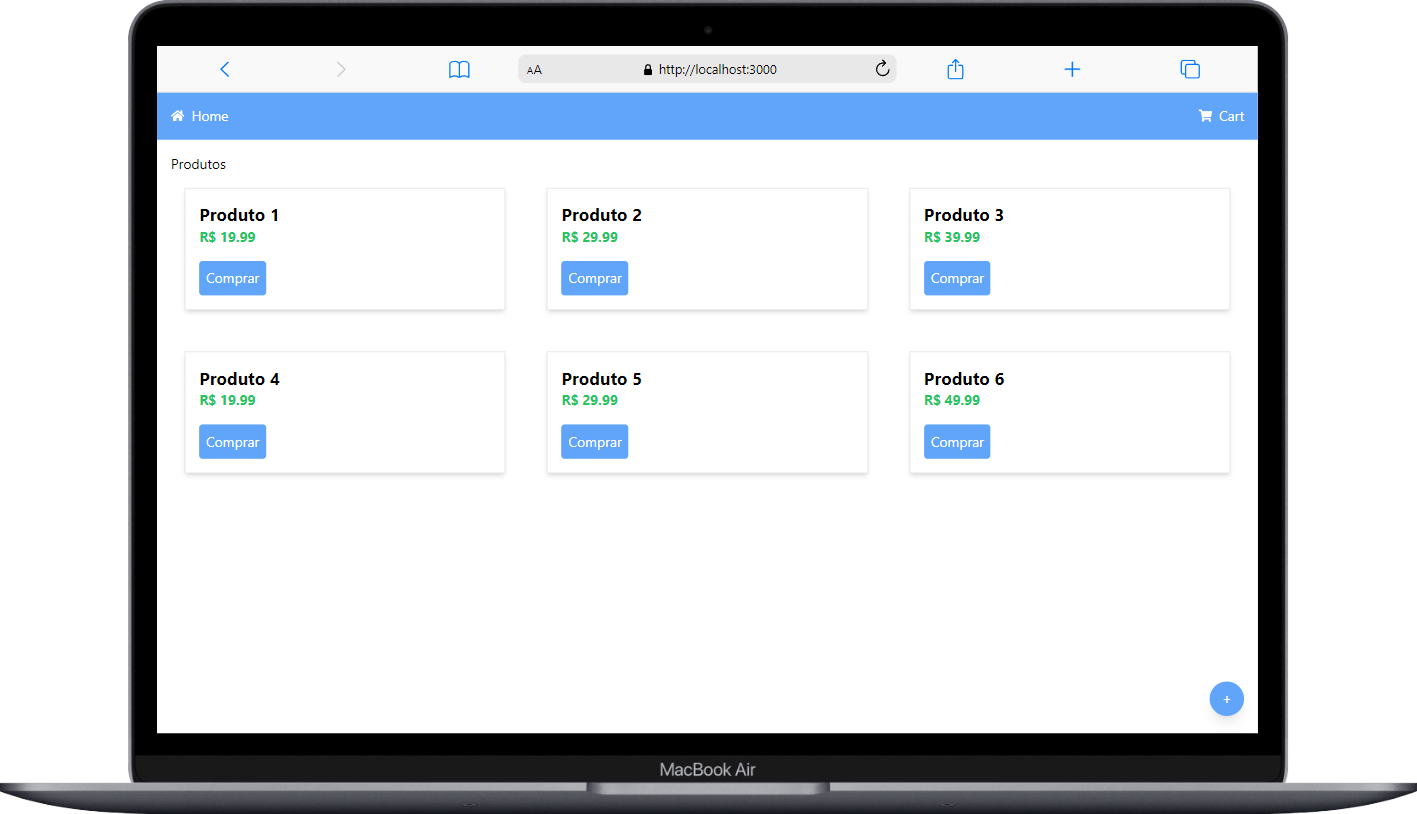 AA http://localhost:3000
Home Cart
Produtos
Produto 1 Produto 2 Produto 3
R$ 19.99 R$ 29.99 R$ 39.99
Comprar Comprar Comprar
Produto 4 Produto 5 Produto 6
R$ 19.99 R$ 29.99 R$ 49.99
Comprar Comprar Comprar
+
MacBook Air